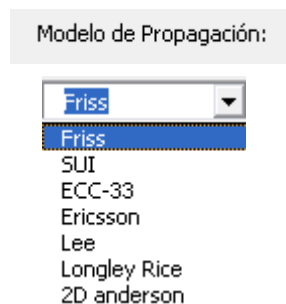 Modelo de Propagación:
Friss
Friss
SUI
ECC-33
Ericsson
Lee
Longley Rice
2D anderson